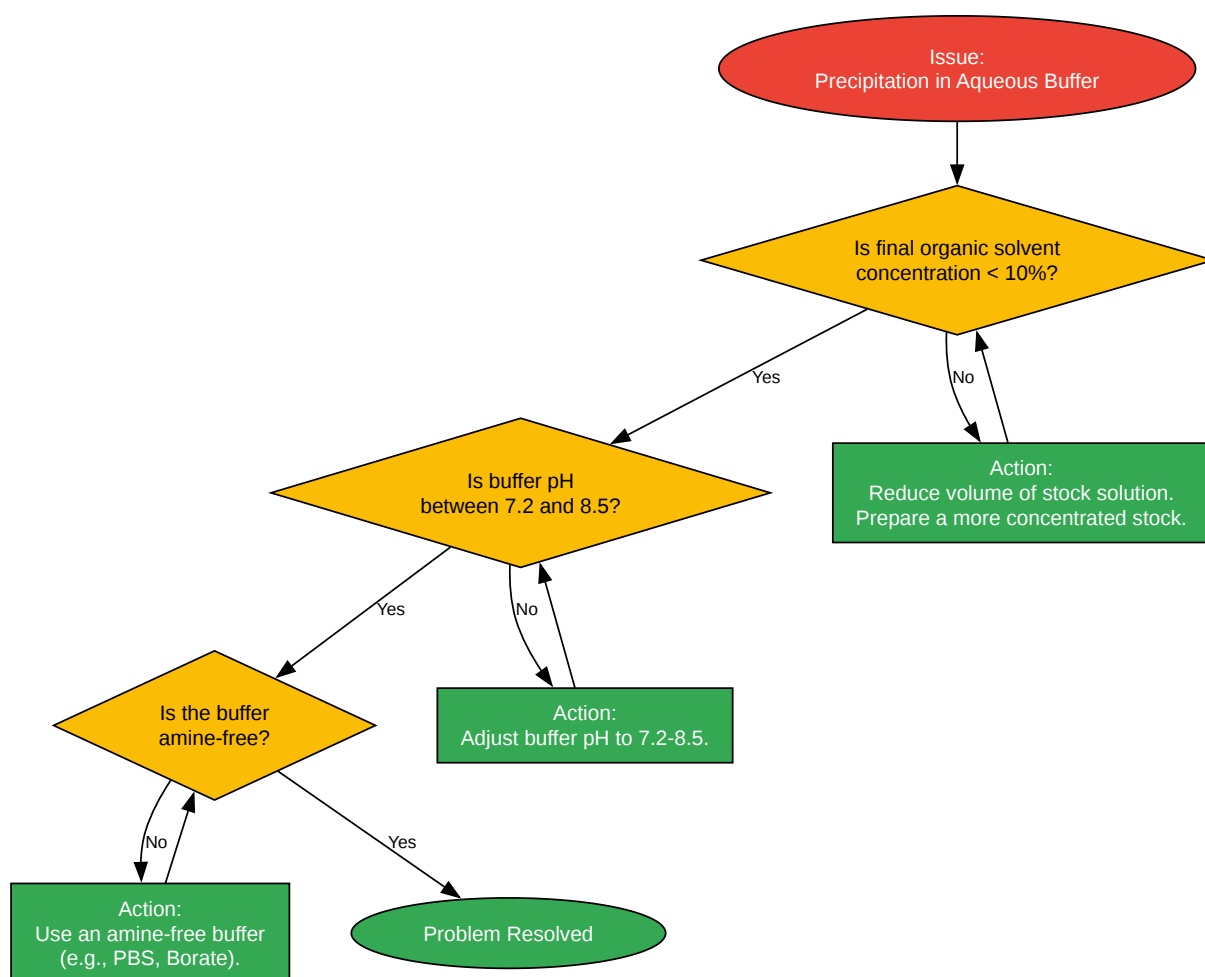 Issue:
Precipitation in Aqueous Buffer
Is final organic solvent
concentration < 10%?
Yes
No
Is buffer pH
between 7.2 and 8.5?
Action:
Reduce volume of stock solution.
Prepare a more concentrated stock.
Yes
No
Is the buffer
amine-free?
Action:
Adjust buffer pH to 7.2-8.5.
No
Yes
Action:
Use an amine-free buffer
(e.g., PBS, Borate).
Problem Resolved